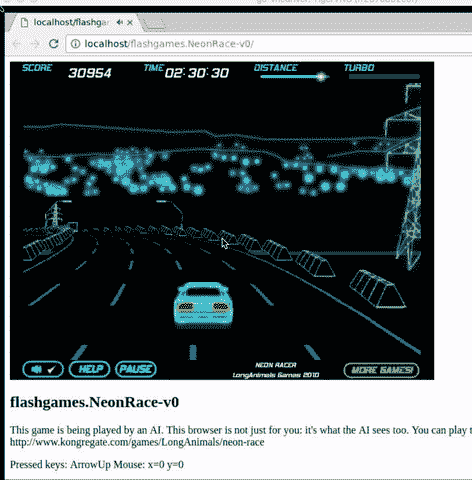 localhost/flashg
localhost/flashgames.NeonRace-v0/
SCORE 30954 TIME 02:30:30 DISTANCE TURBO
NEON RACER
LongAnimals Games 2010
HELP PAUSE MORE GAMES!
flashgames.NeonRace-v0
This game is being played by an AI. This browser is not just for you: it's what the AI sees too. You can play
http://www.kongregate.com/games/LongAnimals/neon-race
Pressed keys: ArrowUp Mouse: x=0 y=0